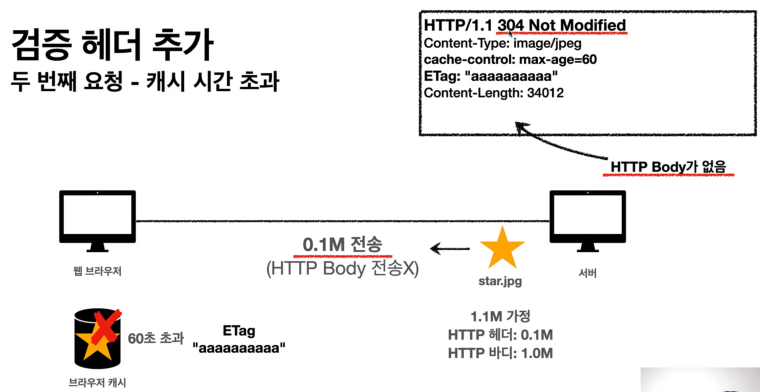 검증 헤더 추가
두 번째 요청 - 캐시 시간 초과
HTTP/1.1 304 Not Modified
Content-Type: image/jpeg
cache-control: max-age=60
ETag: "aaaaaaaaaa"
Content-Length: 34012
HTTP Body가 없음
웹 브라우저
0.1M 전송
(HTTP Body 전송X)
star.jpg
서버
1.1M 가정
HTTP 헤더: 0.1M
HTTP 바디: 1.0M
60초 초과
ETag
"aaaaaaaaaa"
브라우저 캐시